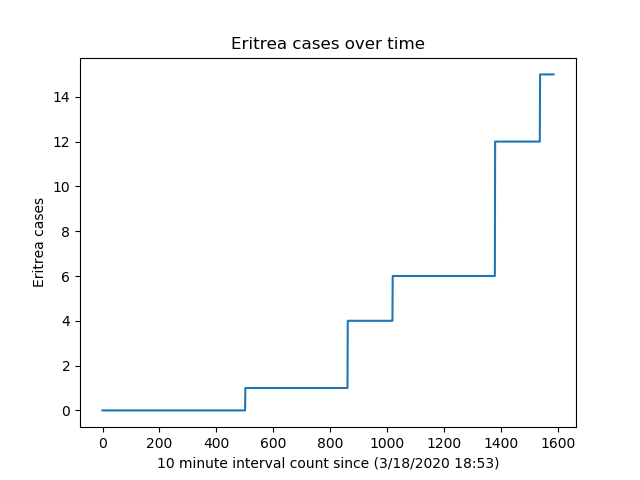 Eritrea cases over time
14
12
10
8
6
4
2
0
Eritrea cases
0 200 400 600 800 1000 1200 1400 1600
10 minute interval count since (3/18/2020 18:53)